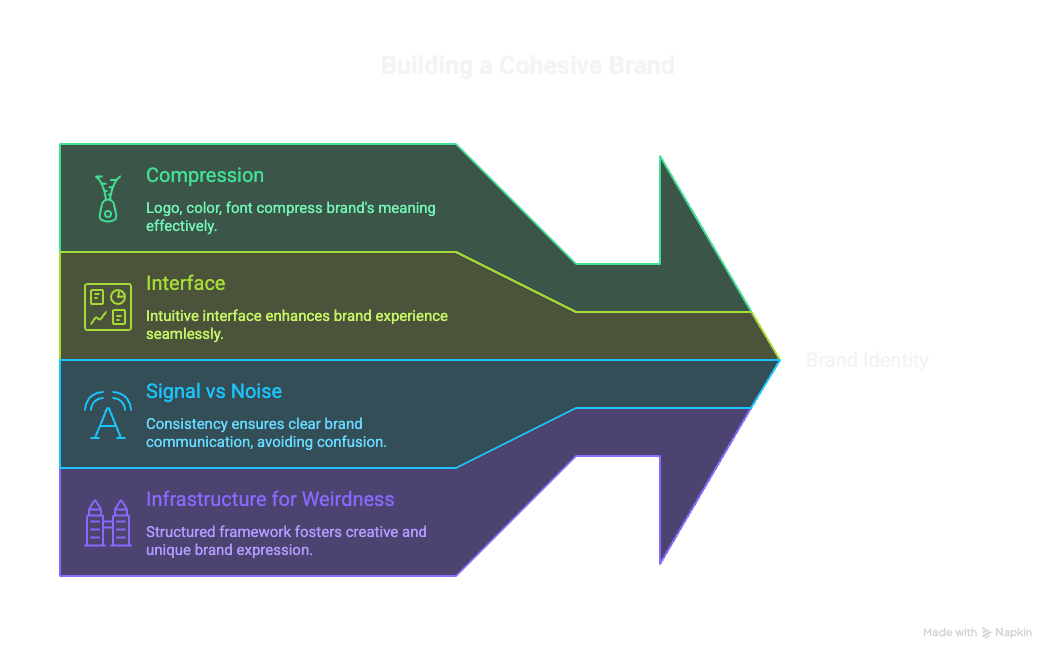 Building a Cohesive Brand
Compression
Logo, color, font compress brand's meaning
effectively.
Interface
Intuitive interface enhances brand experience
seamlessly.
Signal vs Noise
Consistency ensures clear brand
communication, avoiding confusion.
Infrastructure for Weirdness
Structured framework fosters creative and
unique brand expression.
Brand Identity
Made with Napkin